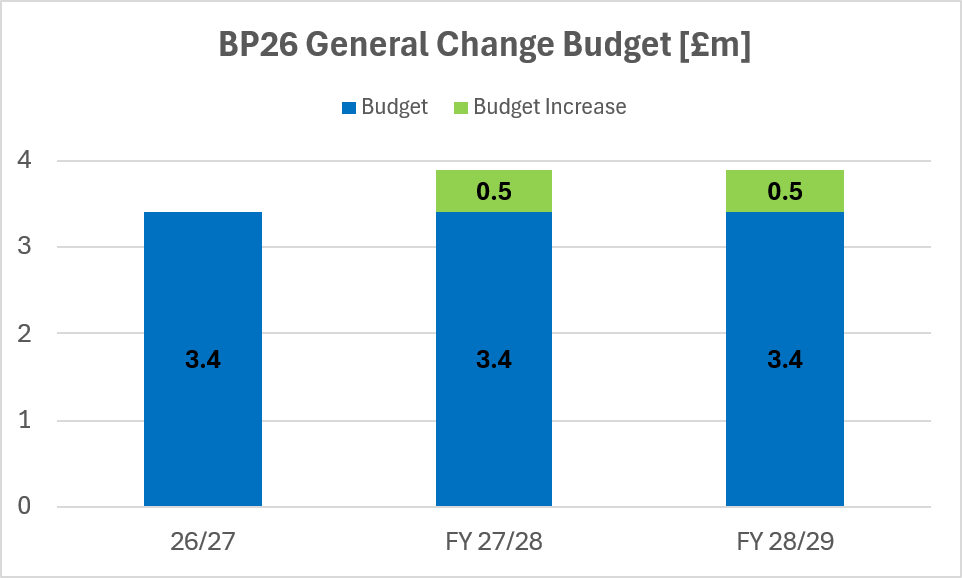 BP26 General Change Budget [£m]
Budget Budget Increase
4
0.5 0.5
3
2
3.4 3.4 3.4
1
0
26/27 FY 27/28 FY 28/29